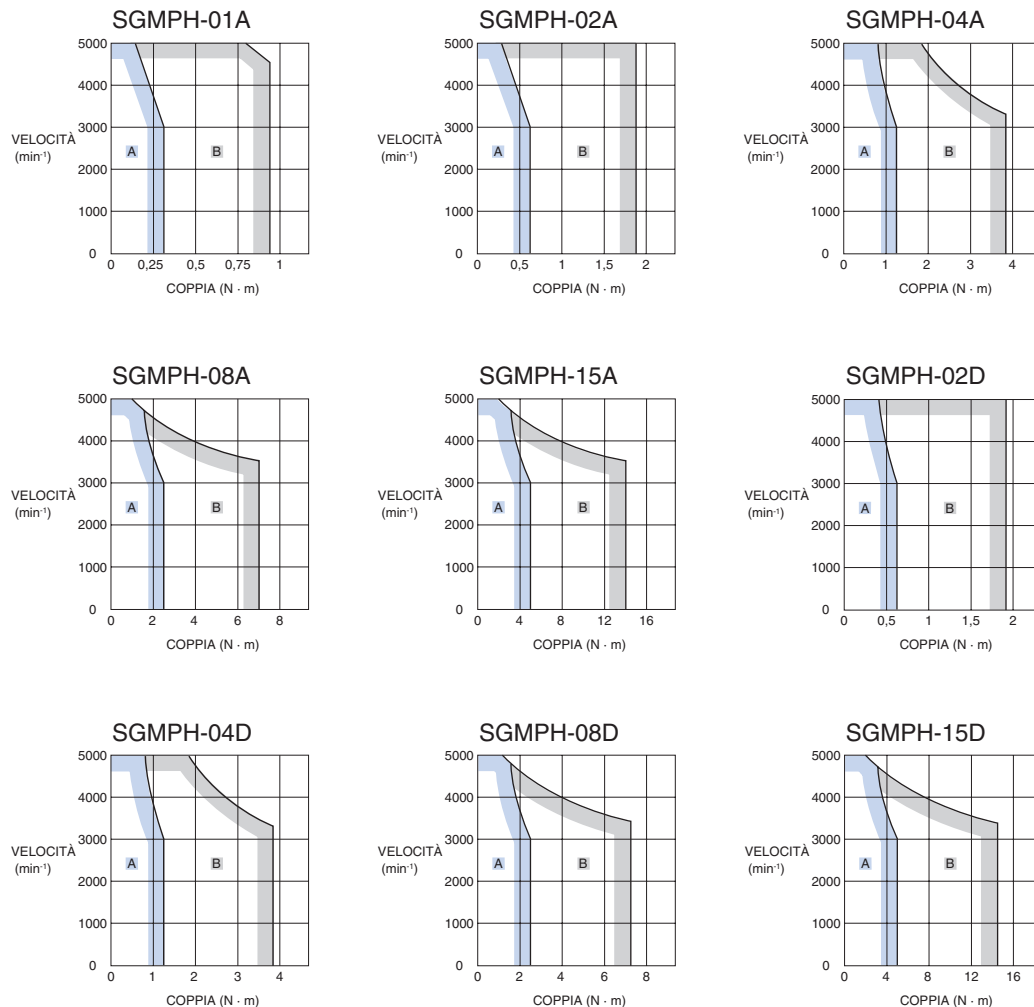 SGMPH-01A
5000
4000
3000
2000
1000
0
VELOCITÀ
(min⁻¹)
A
B
0 0,25 0,5 0,75 1
COPPIA (N · m)
SGMPH-02A
5000
4000
3000
2000
1000
0
VELOCITÀ
(min⁻¹)
A
B
0 0,5 1 1,5 2
COPPIA (N · m)
SGMPH-04A
5000
4000
3000
2000
1000
0
VELOCITÀ
(min⁻¹)
A
B
0 1 2 3 4
COPPIA (N · m)
SGMPH-08A
5000
4000
3000
2000
1000
0
VELOCITÀ
(min⁻¹)
A
B
0 2 4 6 8
COPPIA (N · m)
SGMPH-15A
5000
4000
3000
2000
1000
0
VELOCITÀ
(min⁻¹)
A
B
0 4 8 12 16
COPPIA (N · m)
SGMPH-02D
5000
4000
3000
2000
1000
0
VELOCITÀ
(min⁻¹)
A
B
0 0,5 1 1,5 2
COPPIA (N · m)
SGMPH-04D
5000
4000
3000
2000
1000
0
VELOCITÀ
(min⁻¹)
A
B
0 1 2 3 4
COPPIA (N · m)
SGMPH-08D
5000
4000
3000
2000
1000
0
VELOCITÀ
(min⁻¹)
A
B
0 2 4 6 8
COPPIA (N · m)
SGMPH-15D
5000
4000
3000
2000
1000
0
VELOCITÀ
(min⁻¹)
A
B
0 4 8 12 16
COPPIA (N · m)